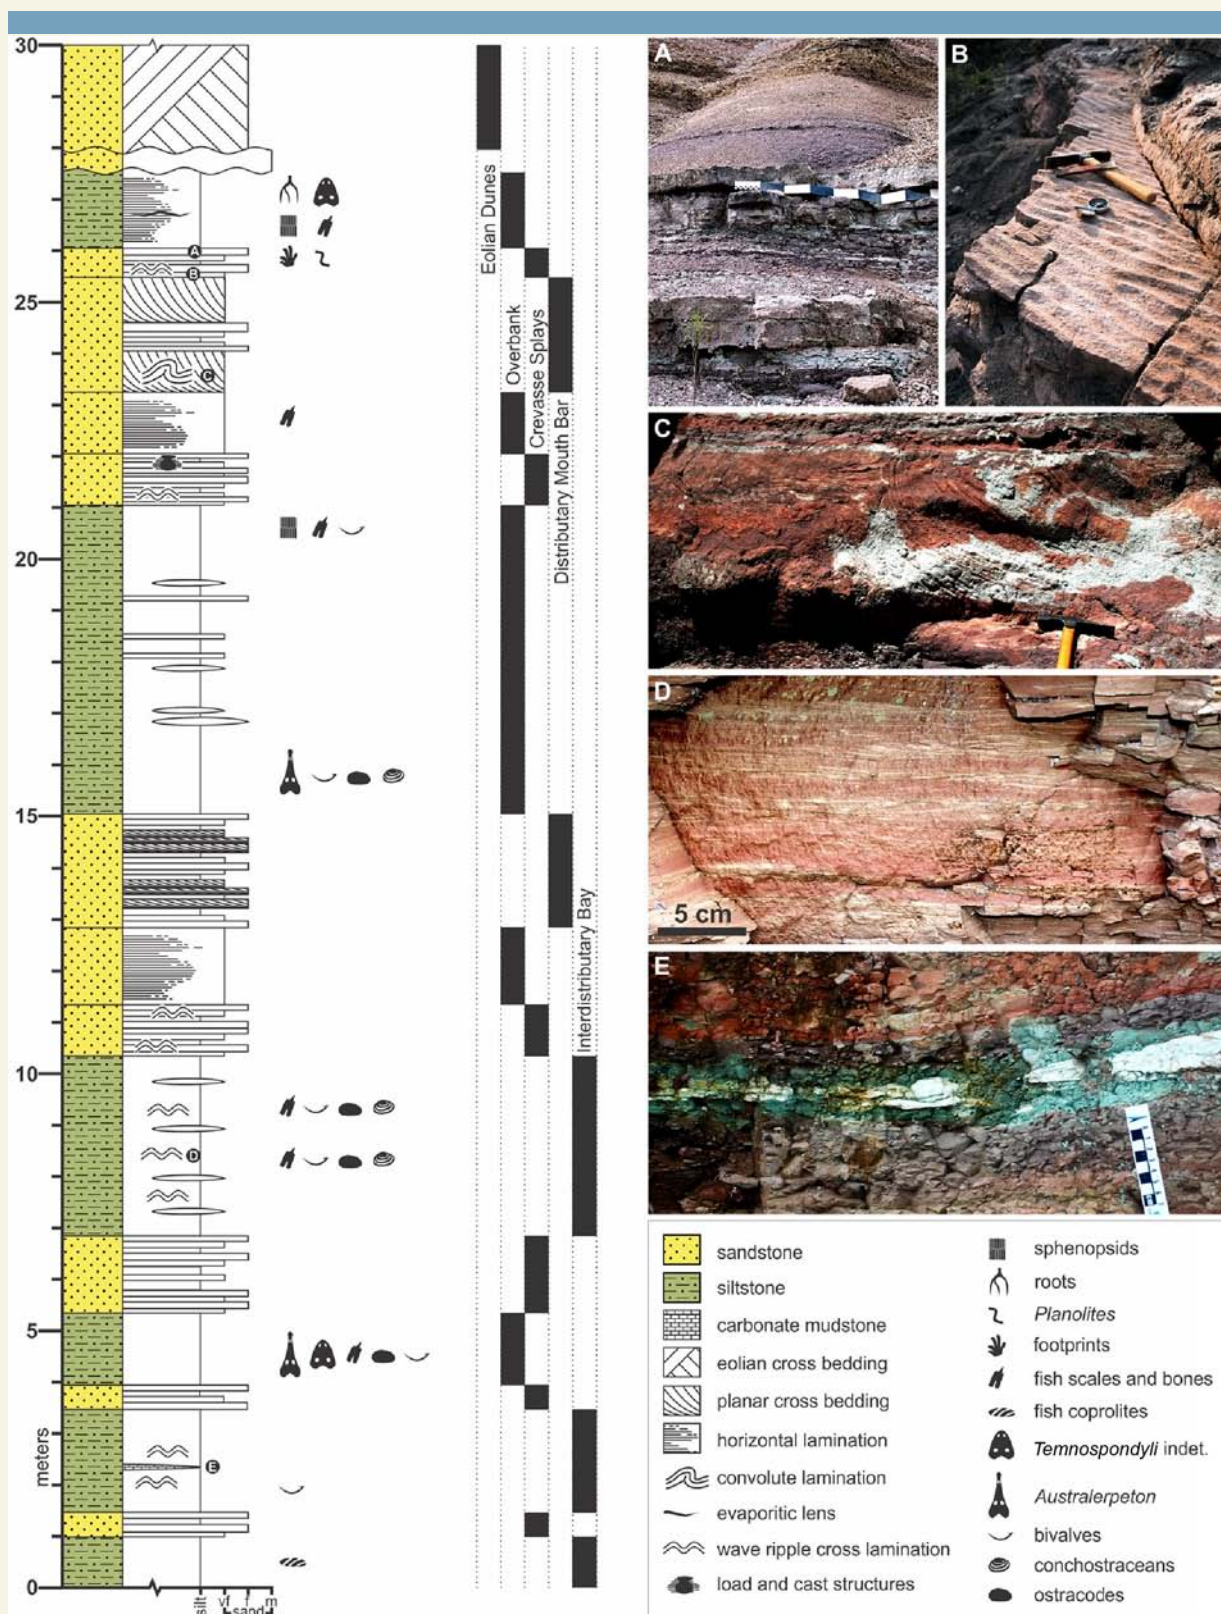 30
25
20
15
10
5
0
meters
silt
vf
f
m
sand
Eolian Dunes
Overbank
Crevasse Splays
Distributary Mouth Bar
Interdistributary Bay
A
B
C
D
E
A
B
C
D
5 cm
E
sandstone
siltstone
carbonate mudstone
eolian cross bedding
planar cross bedding
horizontal lamination
convolute lamination
evaporitic lens
wave ripple cross lamination
load and cast structures
sphenopsids
roots
Planolites
footprints
fish scales and bones
fish coprolites
Temnospondyli indet.
Australerpeton
bivalves
conchostraceans
ostracodes